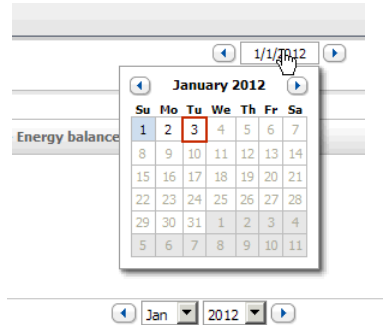 1/1/2012
January 2012
Su Mo Tu We Th Fr Sa
1 2 3 4 5 6 7
8 9 10 11 12 13 14
15 16 17 18 19 20 21
22 23 24 25 26 27 28
29 30 31 1 2 3 4
5 6 7 8 9 10 11
Energy balance
Jan 2012